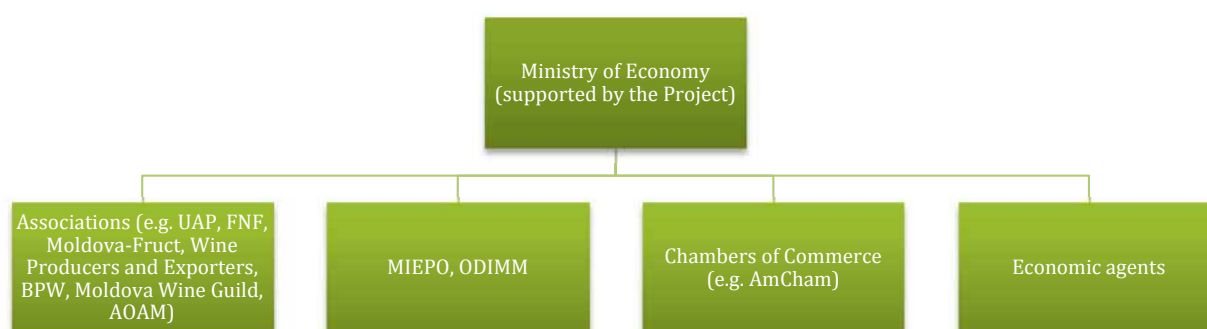 Ministry of Economy
(supported by the Project)
Associations (e.g. UAP, FNF,
Moldova-Fruct, Wine
Producers and Exporters,
BPW, Moldova Wine Guild,
AOAM)
MIEPO, ODIMM
Chambers of Commerce
(e.g. AmCham)
Economic agents